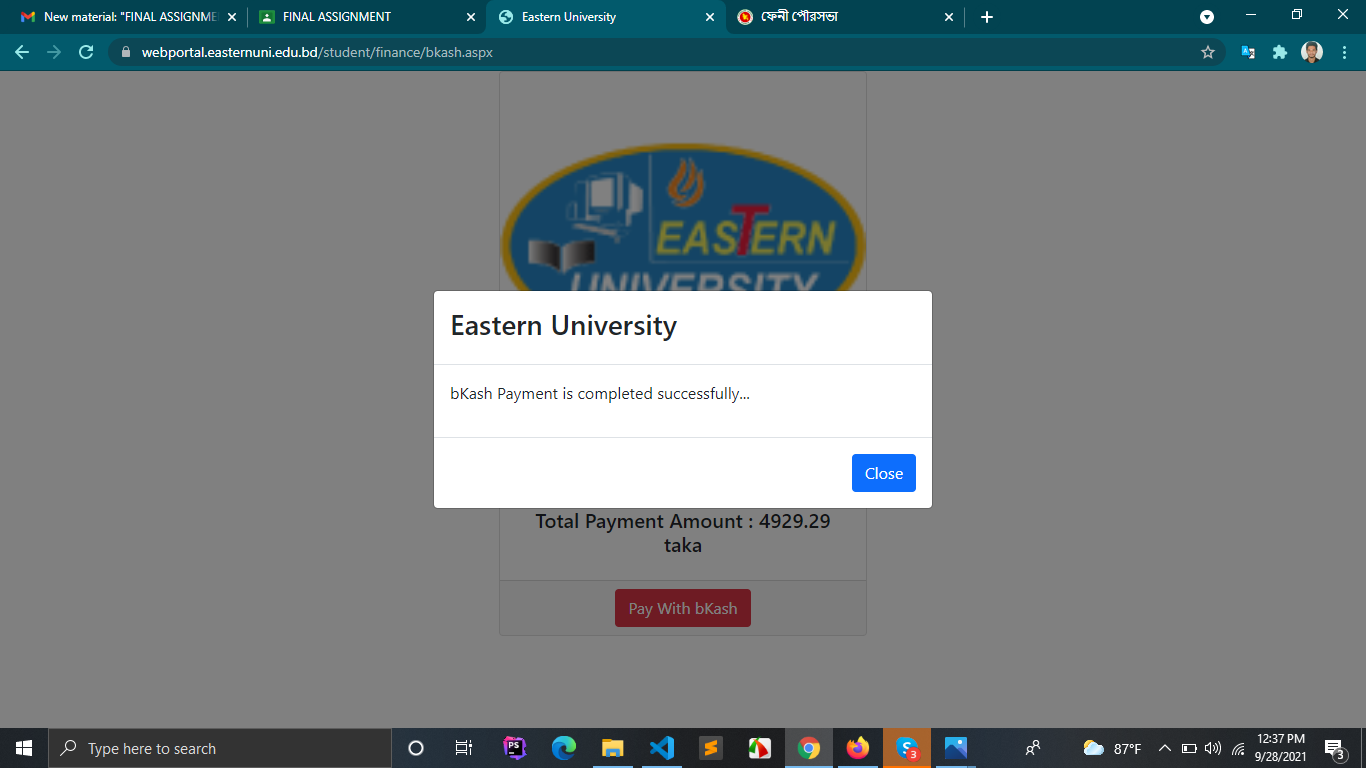 New material: "FINAL ASSIGNME
FINAL ASSIGNMENT
Eastern University
ফেনী পৌরসভা
webportal.easternuni.edu.bd/student/finance/bkash.aspx
EASTERN
UNIVERSITY
Eastern University
bKash Payment is completed successfully...
Close
Total Payment Amount : 4929.29
taka
Pay With bKash
Type here to search
PS
3
87°F
12:37 PM
9/28/2021
3